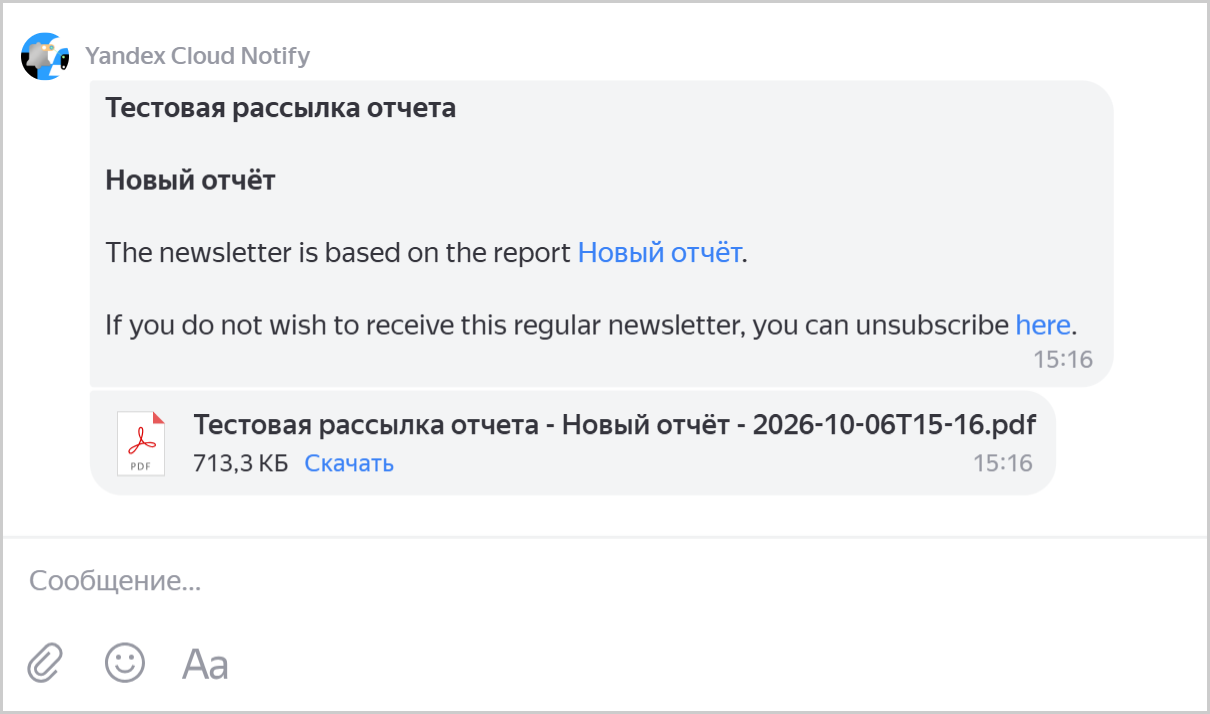 Yandex Cloud Notify
Тестовая рассылка отчета
Новый отчёт
The newsletter is based on the report Новый отчёт.
If you do not wish to receive this regular newsletter, you can unsubscribe here.
15:16
Тестовая рассылка отчета - Новый отчёт - 2026-10-06T15-16.pdf
PDF
713,3 КБ Скачать 15:16
Сообщение...
Aa